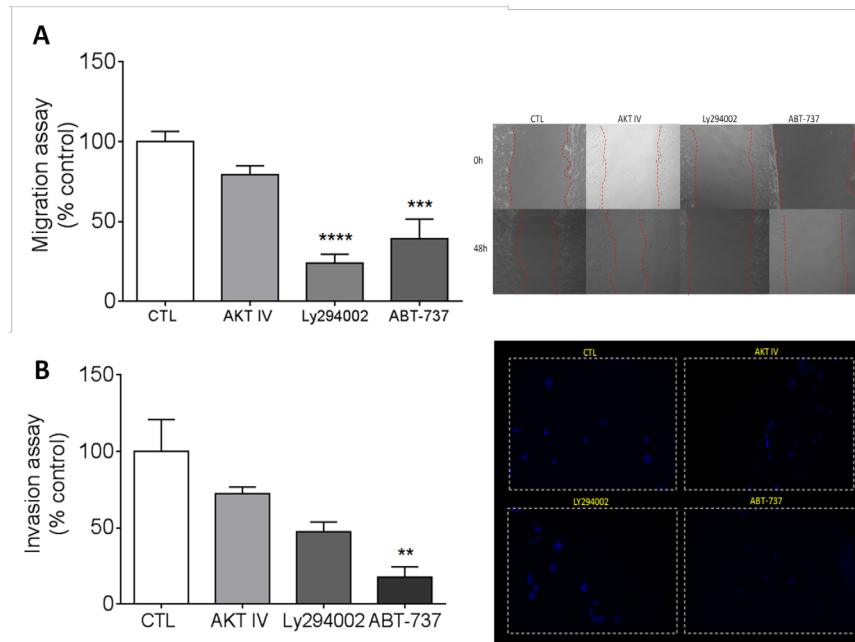 A
Migration assay
(% control)
150
100
50
0
***
****
CTL
AKT IV
Ly294002
ABT-737
CTL
AKT IV
Ly294002
ABT-737
0h
48h
B
Invasion assay
(% control)
150
100
50
0
**
CTL
AKT IV
Ly294002
ABT-737
CTL
AKT IV
LY294002
ABT-737